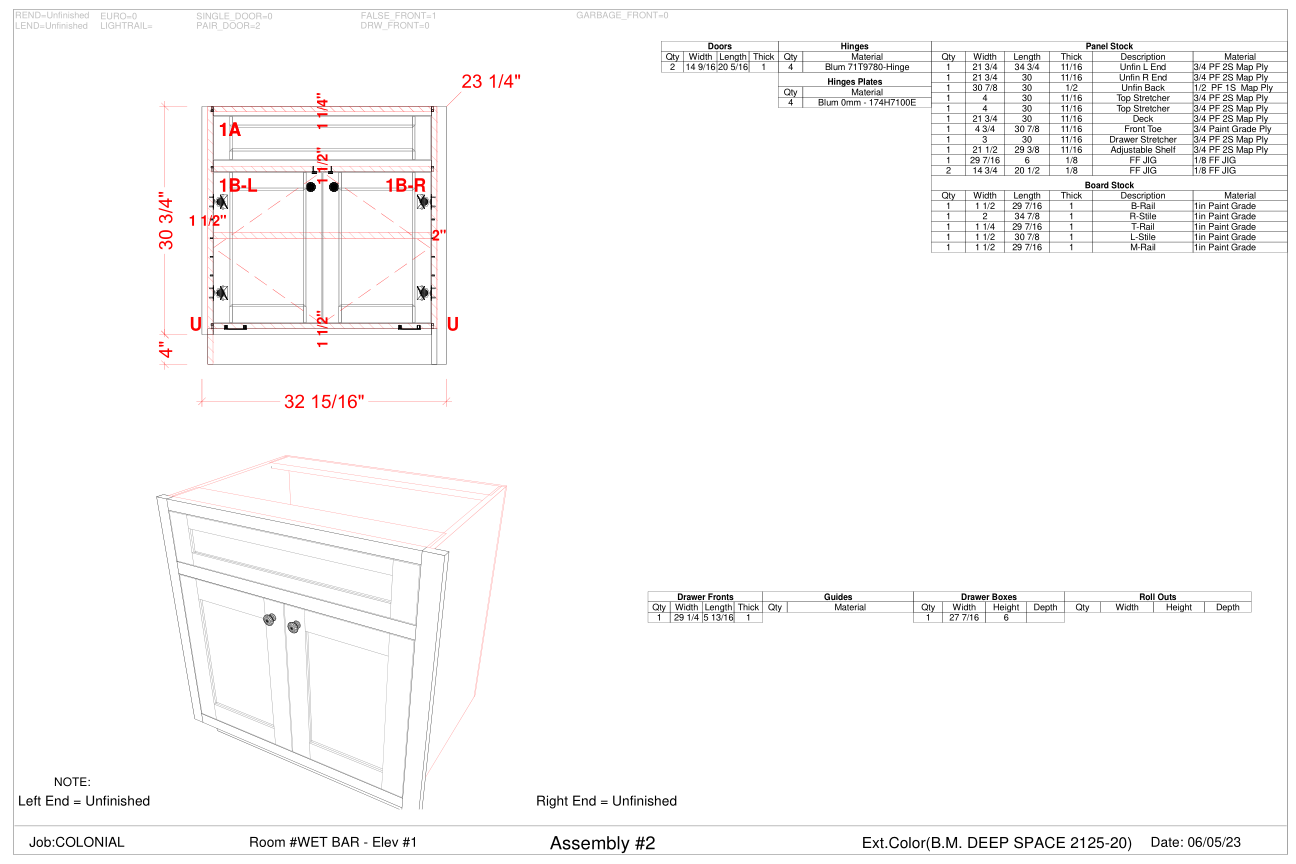 REND=Unfinished EURO=0 SINGLE_DOOR=0 FALSE_FRONT=1 GARBAGE_FRONT=0
LEND=Unfinished LIGHTRAIL= PAIR_DOOR=2 DRW_FRONT=0
23 1/4"
1 1/4"
1A
1 1/2"
1B-L
1B-R
30 3/4"
1 1/2"
2"
U
U
1 1/2"
4"
32 15/16"
Doors
Qty Width Length Thick
2 14 9/16 20 5/16 1
Hinges
Qty Material
4 Blum 71T9780-Hinge
Hinges Plates
Qty Material
4 Blum 0mm - 174H7100E
Panel Stock
Qty Width Length Thick Description Material
1 21 3/4 34 3/4 11/16 Unfin L End 3/4 PF 2S Map Ply
1 21 3/4 30 11/16 Unfin R End 3/4 PF 2S Map Ply
1 30 7/8 30 1/2 Unfin Back 1/2 PF 1S Map Ply
1 4 30 11/16 Top Stretcher 3/4 PF 2S Map Ply
1 4 30 11/16 Top Stretcher 3/4 PF 2S Map Ply
1 21 3/4 30 11/16 Deck 3/4 PF 2S Map Ply
1 4 3/4 30 7/8 11/16 Front Toe 3/4 Paint Grade Ply
1 3 30 11/16 Drawer Stretcher 3/4 PF 2S Map Ply
1 21 1/2 29 3/8 11/16 Adjustable Shelf 3/4 PF 2S Map Ply
1 29 7/16 6 1/8 FF JIG 1/8 FF JIG
2 14 3/4 20 1/2 1/8 FF JIG 1/8 FF JIG
Board Stock
Qty Width Length Thick Description Material
1 1 1/2 29 7/16 1 B-Rail 1in Paint Grade
1 2 34 7/8 1 R-Stile 1in Paint Grade
1 1 1/4 29 7/16 1 T-Rail 1in Paint Grade
1 1 1/2 30 7/8 1 L-Stile 1in Paint Grade
1 1 1/2 29 7/16 1 M-Rail 1in Paint Grade
Drawer Fronts
Qty Width Length Thick
1 29 1/4 5 13/16 1
Guides
Qty Material
Drawer Boxes
Qty Width Height Depth
1 27 7/16 6
Roll Outs
Qty Width Height Depth
NOTE:
Left End = Unfinished
Right End = Unfinished
Job:COLONIAL Room #WET BAR - Elev #1 Assembly #2 Ext.Color(B.M. DEEP SPACE 2125-20) Date: 06/05/23